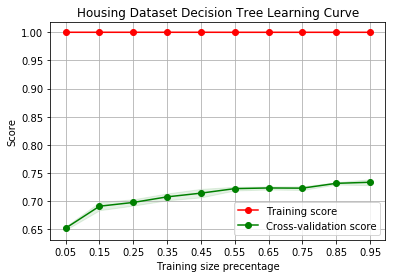 Housing Dataset Decision Tree Learning Curve
1.00
0.95
0.90
0.85
0.80
0.75
0.70
0.65
Score
Training score
Cross-validation score
0.05 0.15 0.25 0.35 0.45 0.55 0.65 0.75 0.85 0.95
Training size precentage